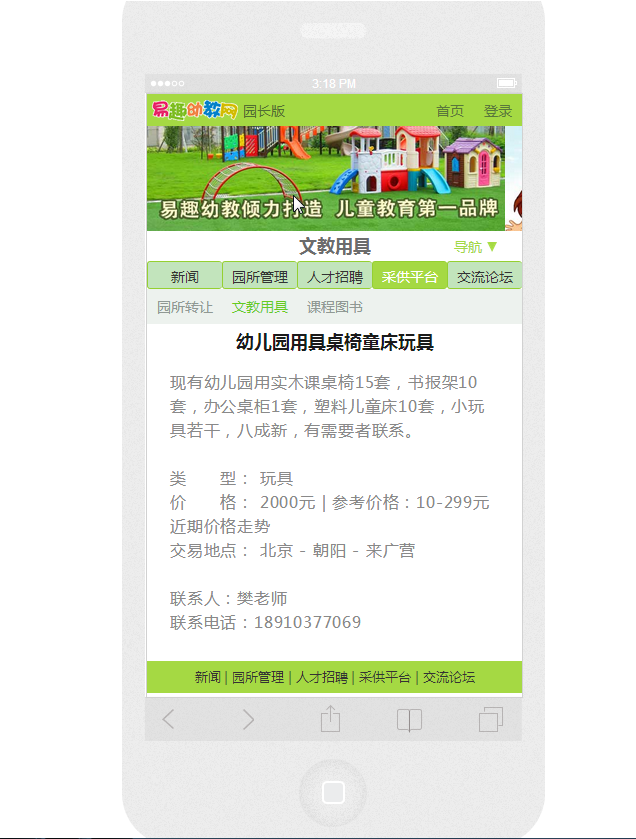 3:18 PM
易趣幼教网 园长版 首页 登录
易趣幼教倾力打造 儿童教育第一品牌
文教用具 导航▼
新闻 园所管理 人才招聘 采供平台 交流论坛
园所转让 文教用具 课程图书
幼儿园用具桌椅童床玩具
现有幼儿园用实木课桌椅15套，书报架10
套，办公桌柜1套，塑料儿童床10套，小玩
具若干，八成新，有需要者联系。
类　　型： 玩具
价　　格： 2000元 | 参考价格：10-299元
近期价格走势
交易地点： 北京 - 朝阳 - 来广营
联系人：樊老师
联系电话：18910377069
新闻 | 园所管理 | 人才招聘 | 采供平台 | 交流论坛